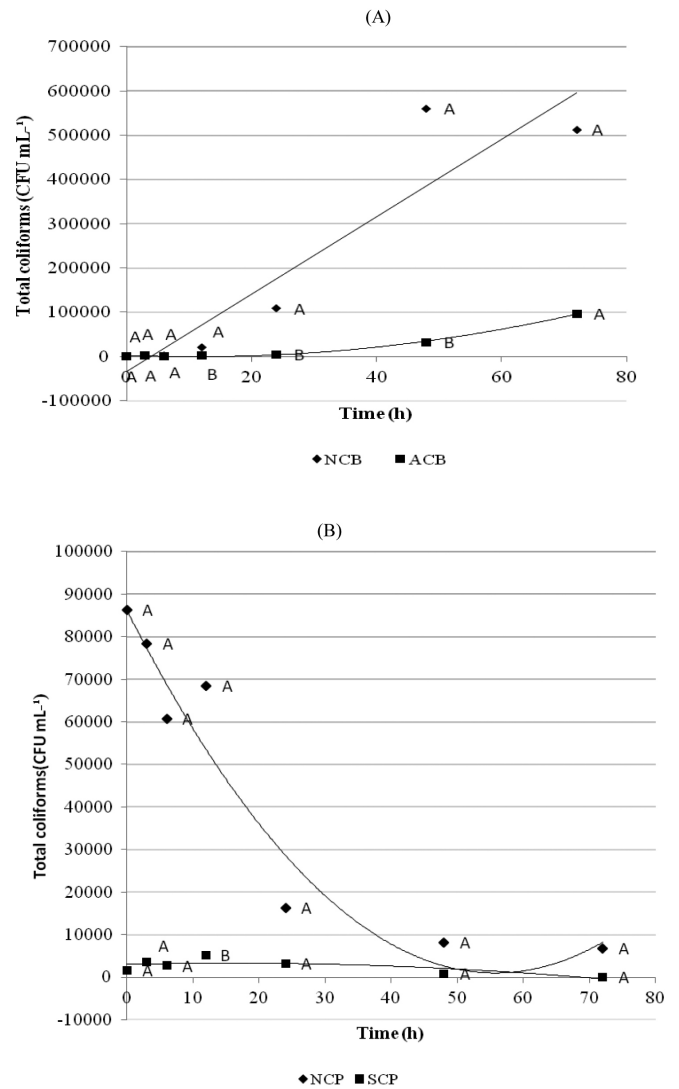 (A)
Total coliforms (CFU mL-¹)
700000
600000
500000
400000
300000
200000
100000
0
-100000
A A A A A A A
A A A B B B A
0 20 40 60 80
Time (h)
NCB ACB
(B)
Total coliforms(CFU mL-¹)
100000
90000
80000
70000
60000
50000
40000
30000
20000
10000
0
-10000
A A A A A A A
A A A B A A A
0 10 20 30 40 50 60 70 80
Time (h)
NCP SCP